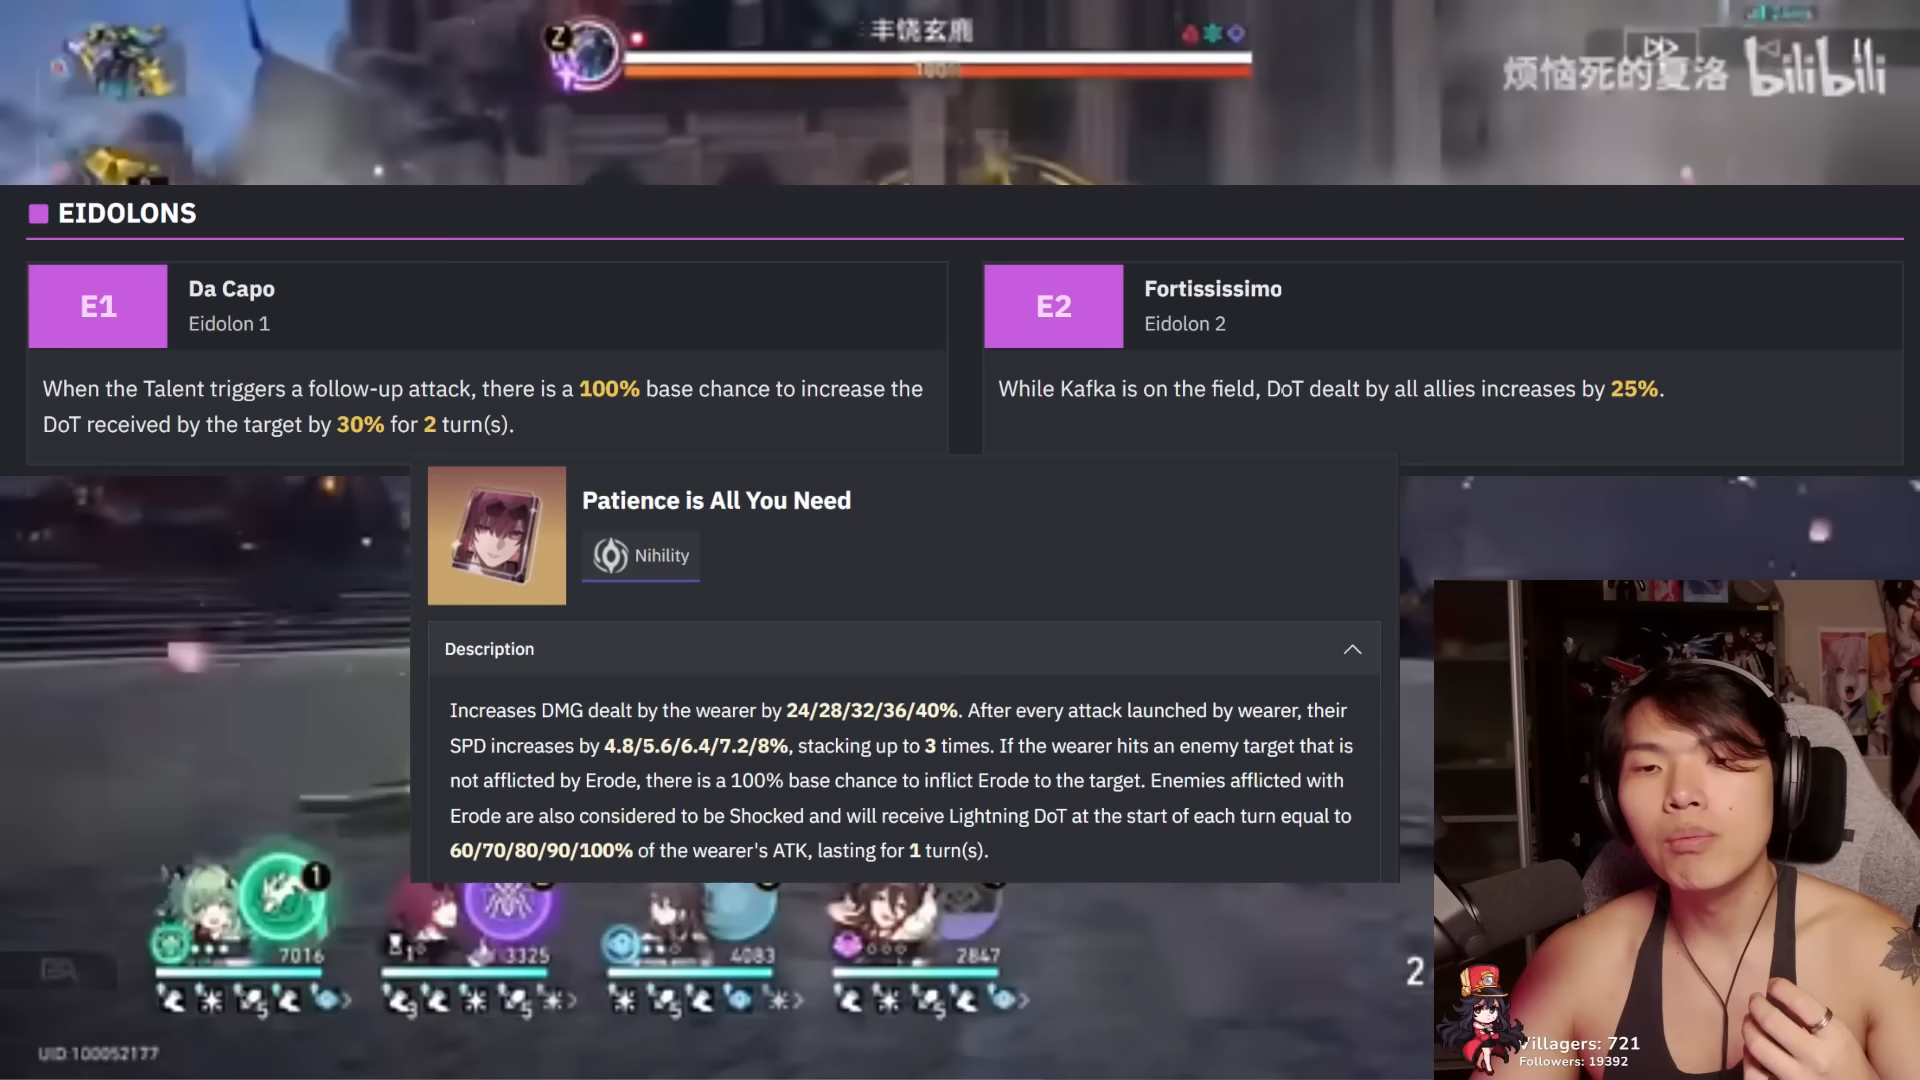 Z
丰饶玄鹿
100%
烦恼死的夏洛 bilibili
EIDOLONS
E1
Da Capo
Eidolon 1
When the Talent triggers a follow-up attack, there is a 100% base chance to increase the
DoT received by the target by 30% for 2 turn(s).
E2
Fortississimo
Eidolon 2
While Kafka is on the field, DoT dealt by all allies increases by 25%.
Patience is All You Need
Nihility
Description
Increases DMG dealt by the wearer by 24/28/32/36/40%. After every attack launched by wearer, their
SPD increases by 4.8/5.6/6.4/7.2/8%, stacking up to 3 times. If the wearer hits an enemy target that is
not afflicted by Erode, there is a 100% base chance to inflict Erode to the target. Enemies afflicted with
Erode are also considered to be Shocked and will receive Lightning DoT at the start of each turn equal to
60/70/80/90/100% of the wearer's ATK, lasting for 1 turn(s).
1
7016
1
3325
4083
2847
5
3
5
5
5
2
UID:100052177
Villagers: 721
Followers: 19392